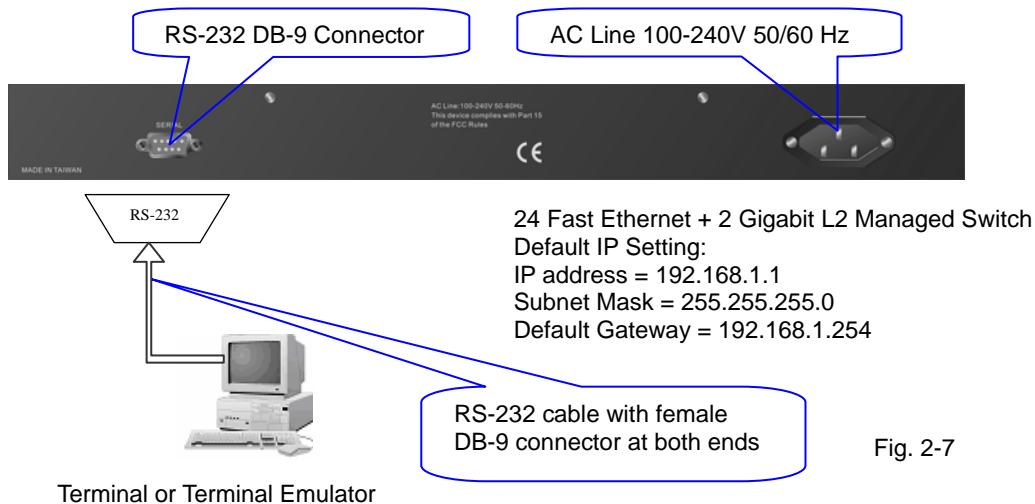 RS-232 DB-9 Connector
AC Line 100-240V 50/60 Hz
AC Line:100-240V 50-60Hz
This device complies with Part 15
of the FCC Rules
SERIAL
CE
MADE IN TAIWAN
RS-232
24 Fast Ethernet + 2 Gigabit L2 Managed Switch
Default IP Setting:
IP address = 192.168.1.1
Subnet Mask = 255.255.255.0
Default Gateway = 192.168.1.254
RS-232 cable with female
DB-9 connector at both ends
Fig. 2-7
Terminal or Terminal Emulator